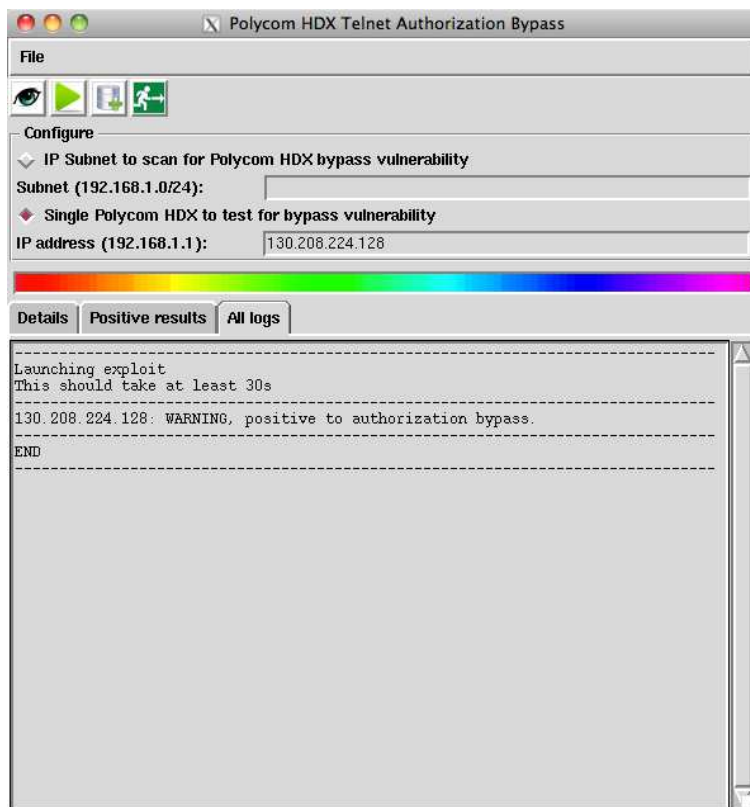 Polycom HDX Telnet Authorization Bypass
File
Configure
IP Subnet to scan for Polycom HDX bypass vulnerability
Subnet (192.168.1.0/24):
Single Polycom HDX to test for bypass vulnerability
IP address (192.168.1.1): 130.208.224.128
Details Positive results All logs
--------------------------------------------------------------------------------
Launching exploit
This should take at least 30s
--------------------------------------------------------------------------------
130.208.224.128: WARNING, positive to authorization bypass.
--------------------------------------------------------------------------------
END
--------------------------------------------------------------------------------